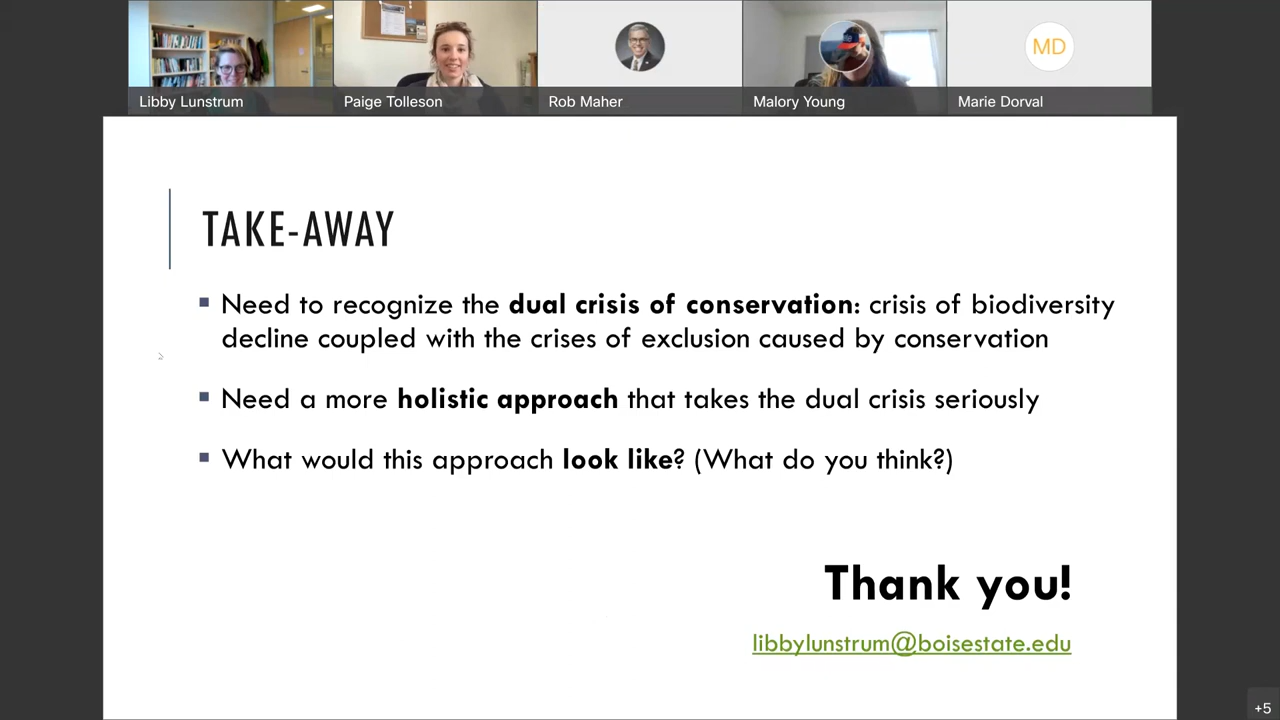 Libby Lunstrum
Paige Tolleson
Rob Maher
Malory Young
MD
Marie Dorval
TAKE-AWAY
▪ Need to recognize the dual crisis of conservation: crisis of biodiversity
decline coupled with the crises of exclusion caused by conservation
▪ Need a more holistic approach that takes the dual crisis seriously
▪ What would this approach look like? (What do you think?)
Thank you!
libbylunstrum@boisestate.edu
+5